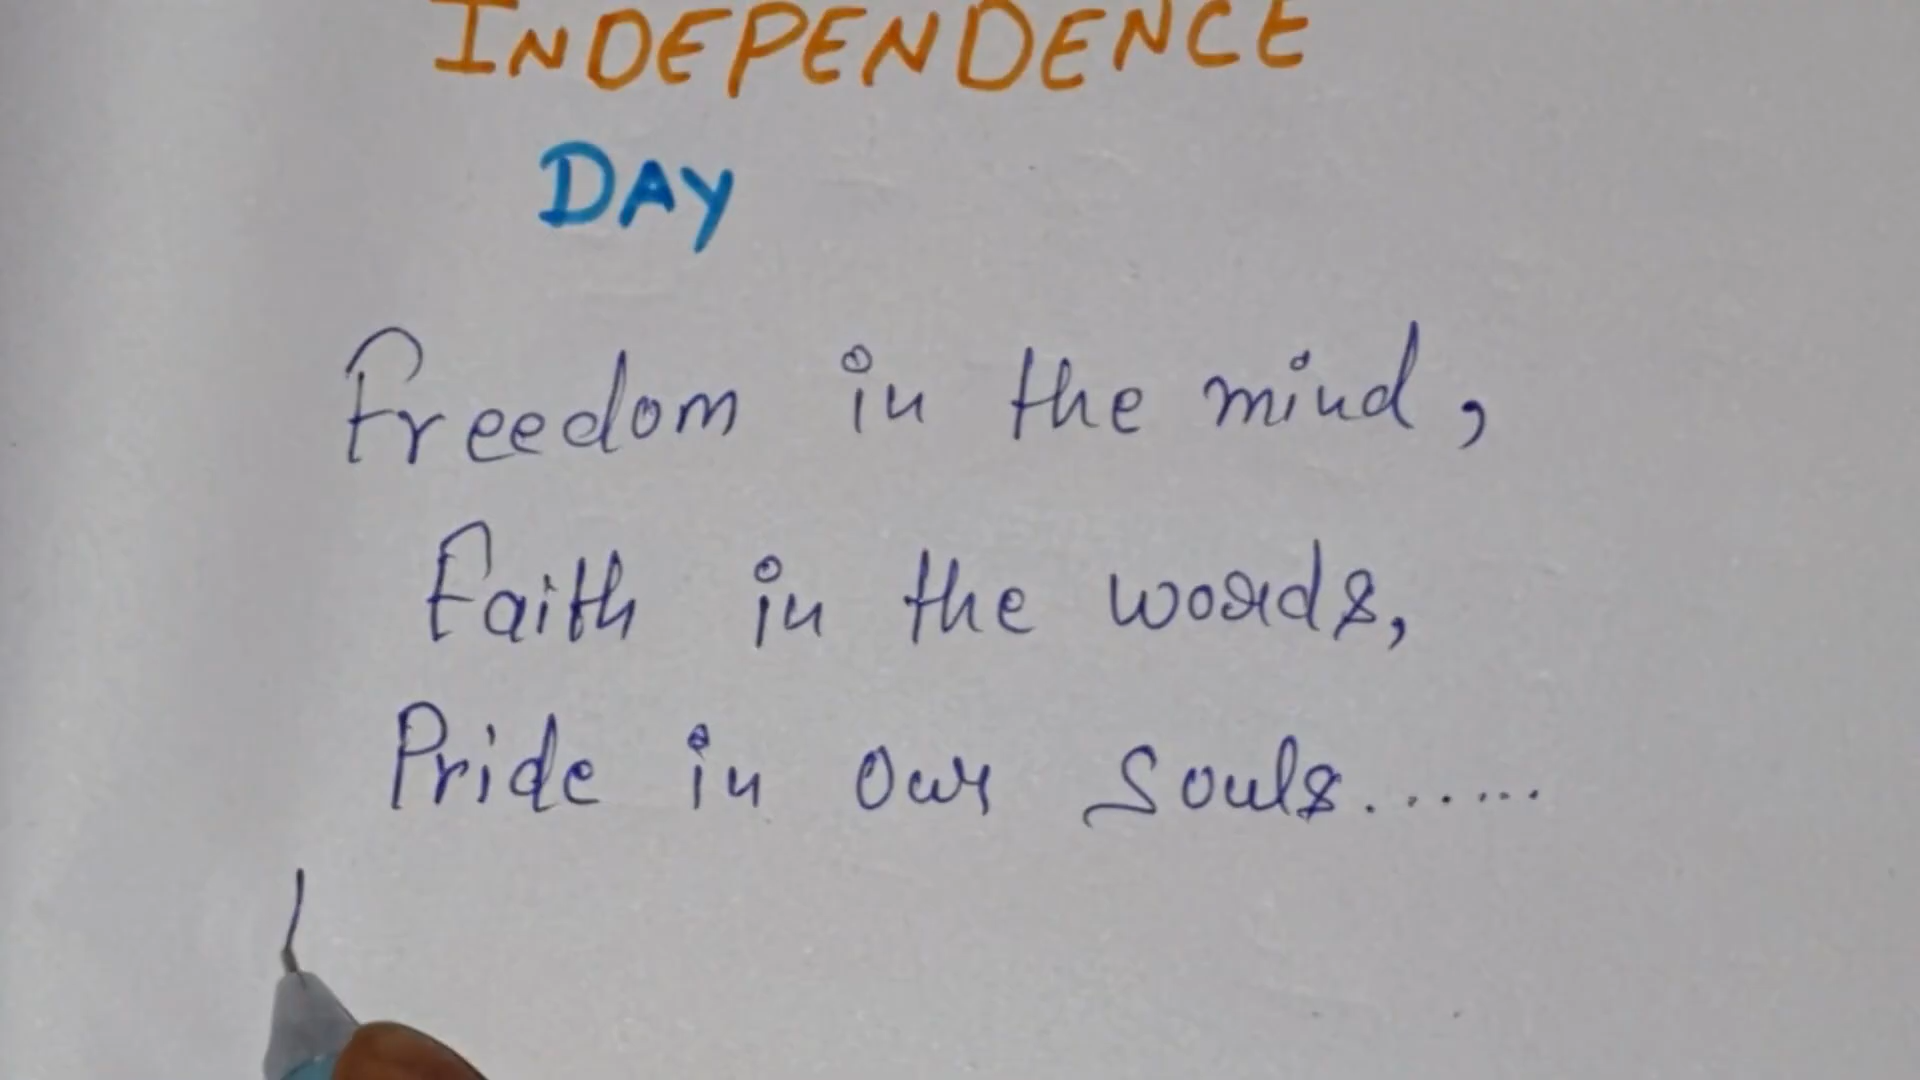 INDEPENDENCE
DAY
Freedom in the mind,
Faith in the words,
Pride in our souls.......